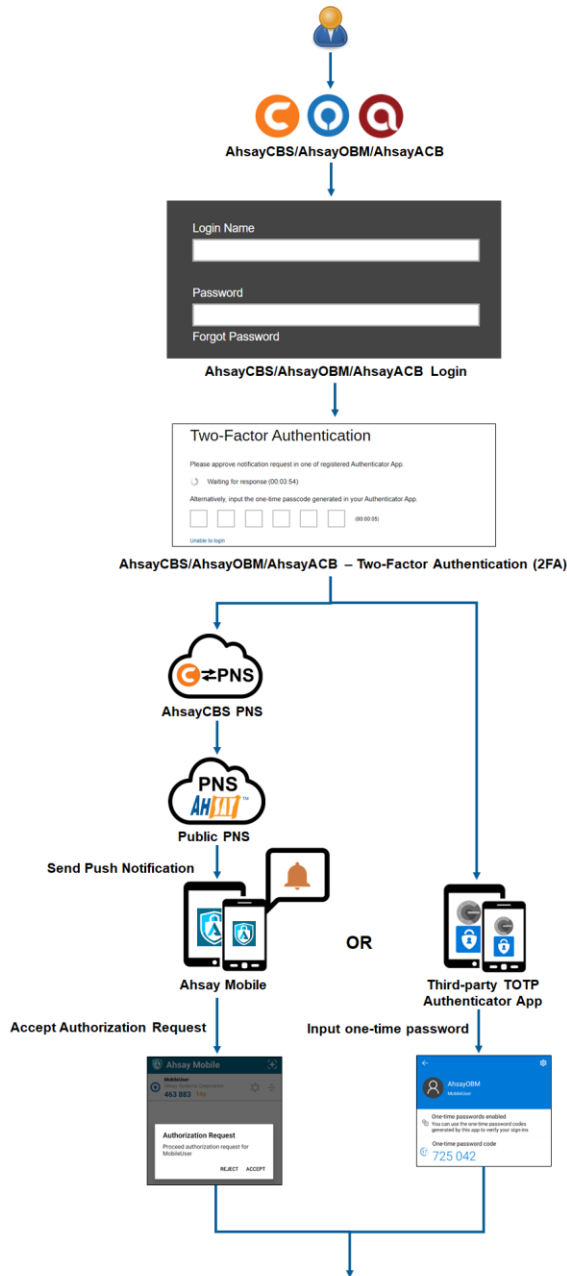 AhsayCBS/AhsayOBM/AhsayACB
Login Name
Password
Forgot Password
AhsayCBS/AhsayOBM/AhsayACB Login
Two-Factor Authentication
Please approve notification request in one of registered Authenticator App.
Waiting for response (00:03:54)
Alternatively, input the one-time passcode generated in your Authenticator App.
(00:00:05)
Unable to login
AhsayCBS/AhsayOBM/AhsayACB – Two-Factor Authentication (2FA)
PNS
AhsayCBS PNS
PNS
AHSAY™
Public PNS
Send Push Notification
OR
Ahsay Mobile
Third-party TOTP
Authenticator App
Accept Authorization Request
Input one-time password
Ahsay Mobile
MobileUser
Ahsay Systems Corporation
463 883 14s
Authorization Request
Proceed authorization request for
MobileUser
REJECT ACCEPT
AhsayOBM
MobileUser
One-time passwords enabled
You can use the one-time password codes
generated by this app to verify your sign-ins
One-time password code
725 042